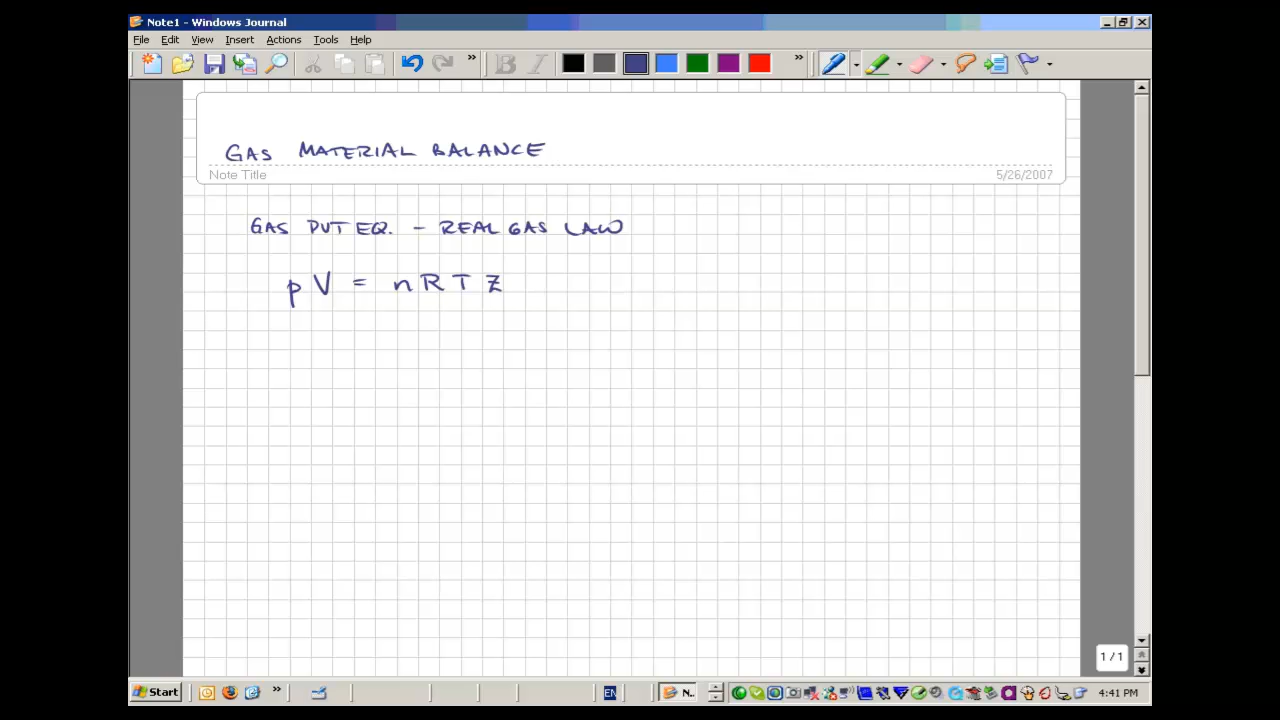 Note1 - Windows Journal
File Edit View Insert Actions Tools Help
B I
GAS MATERIAL BALANCE
Note Title 5/26/2007
GAS PVT EQ. - REAL GAS LAW
pV = nRTZ
1 / 1
Start EN N.. 4:41 PM